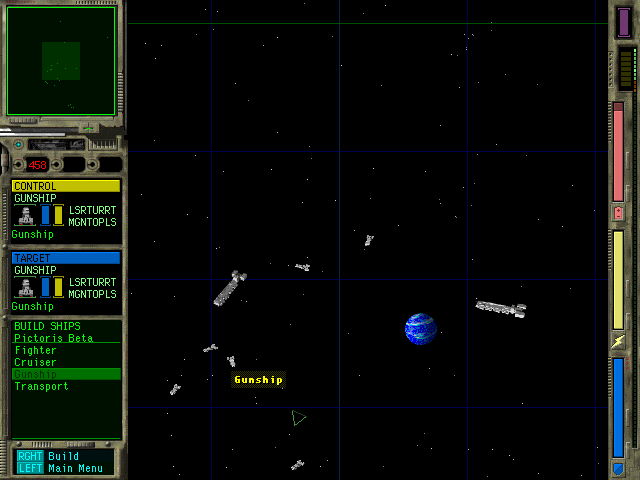 458
CONTROL
GUNSHIP
LSRTURRT
MGNTOPLS
Gunship
TARGET
GUNSHIP
LSRTURRT
MGNTOPLS
Gunship
BUILD SHIPS
Pictoris Beta
Fighter
Cruiser
Gunship
Transport
RGHT Build
LEFT Main Menu
Gunship